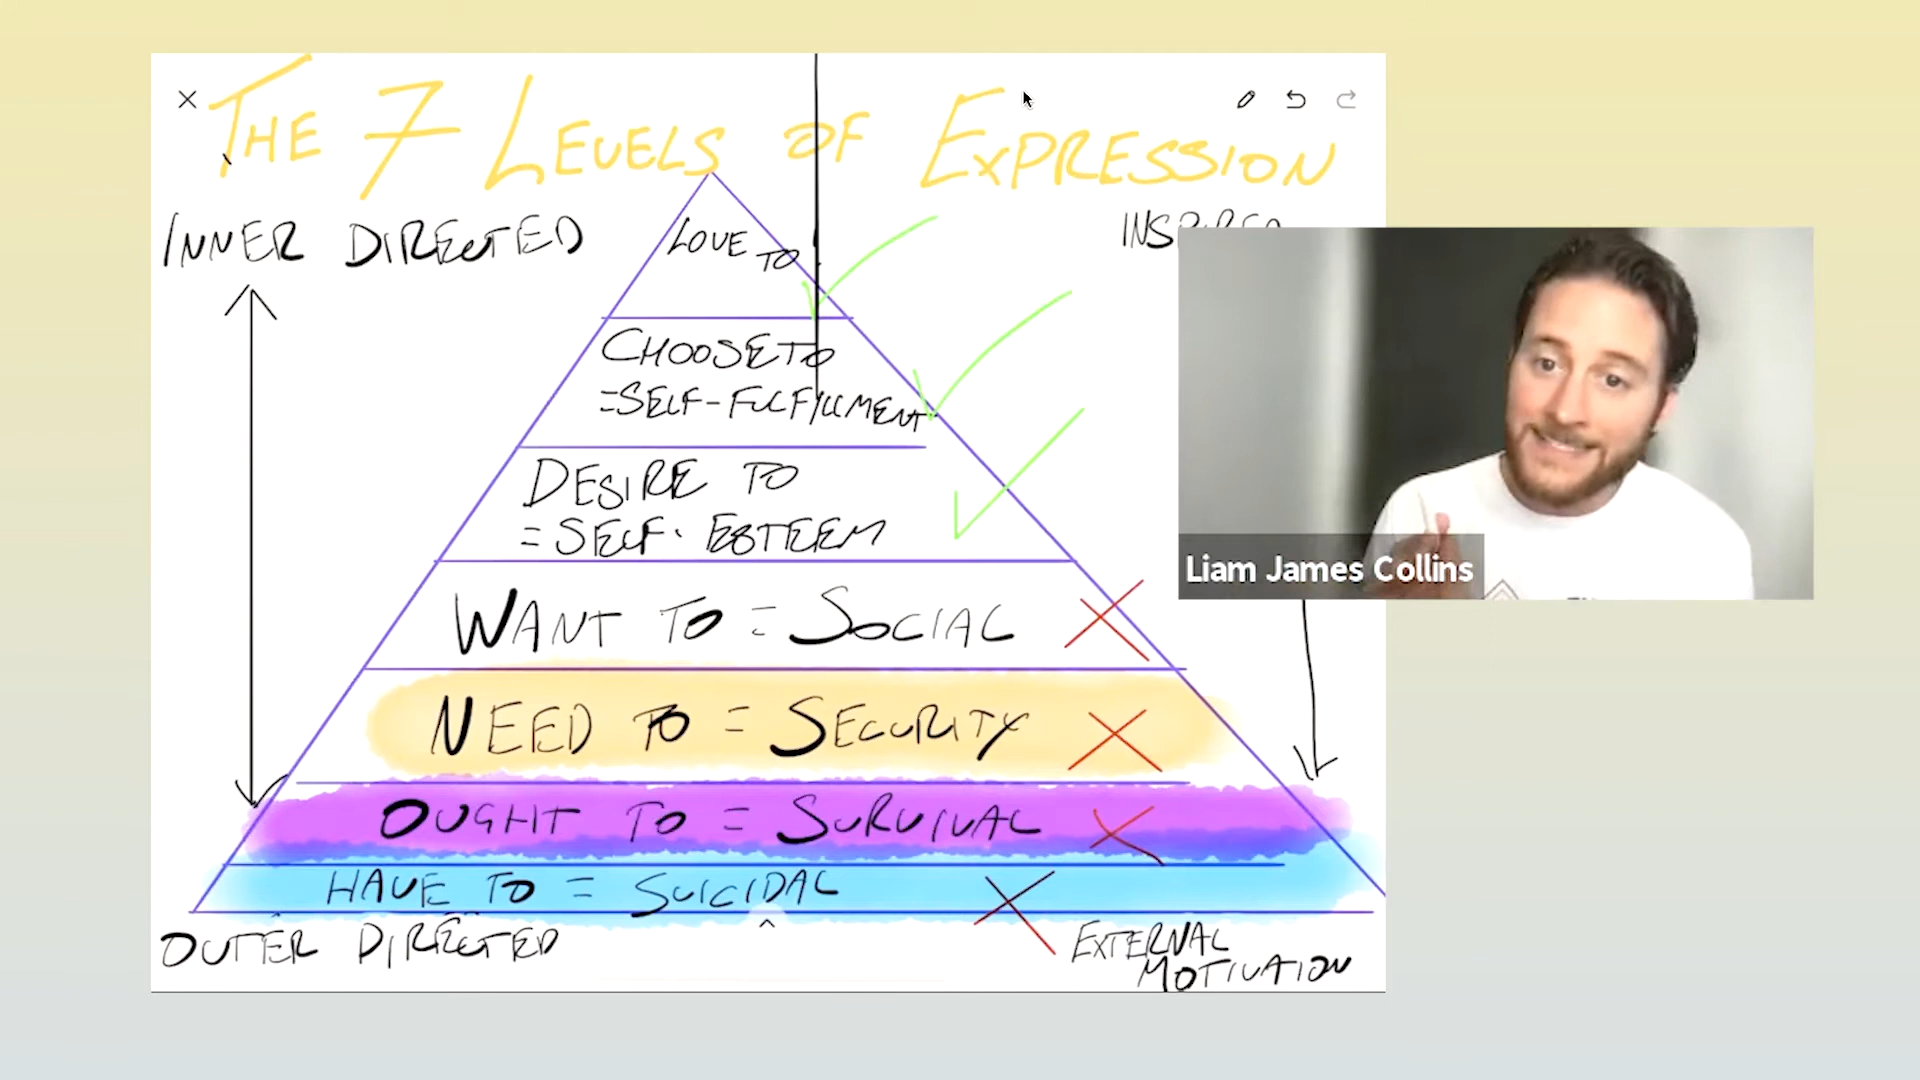 THE 7 LEVELS OF EXPRESSION
INNER DIRECTED
LOVE TO
CHOOSE TO
=SELF-FULFILLMENT
DESIRE TO
= SELF. ESTEEM
WANT TO = SOCIAL
NEED TO = SECURITY
OUGHT TO = SURVIVAL
HAVE TO = SUICIDAL
OUTER DIRECTED
EXTERNAL
MOTIVATION
Liam James Collins